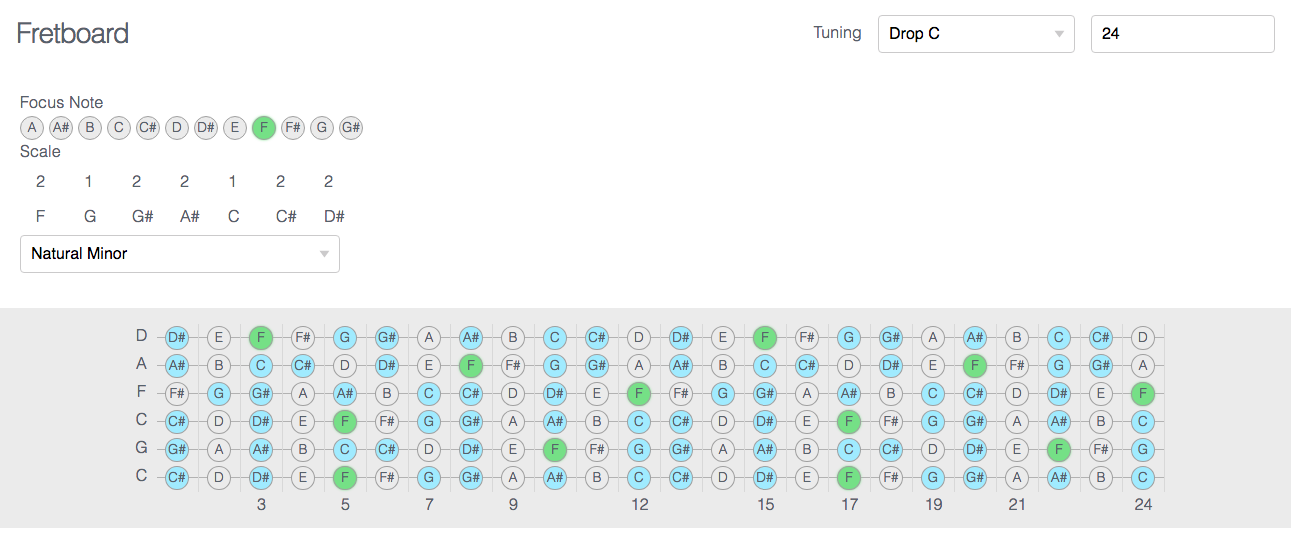 Fretboard
Tuning Drop C 24
Focus Note
A A# B C C# D D# E F F# G G#
Scale
2 1 2 2 1 2 2
F G G# A# C C# D#
Natural Minor
D D# E F F# G G# A A# B C C# D D# E F F# G G# A A# B C C# D
A A# B C C# D D# E F F# G G# A A# B C C# D D# E F F# G G# A
F F# G G# A A# B C C# D D# E F F# G G# A A# B C C# D D# E F
C C# D D# E F F# G G# A A# B C C# D D# E F F# G G# A A# B C
G G# A A# B C C# D D# E F F# G G# A A# B C C# D D# E F F# G
C C# D D# E F F# G G# A A# B C C# D D# E F F# G G# A A# B C
3 5 7 9 12 15 17 19 21 24